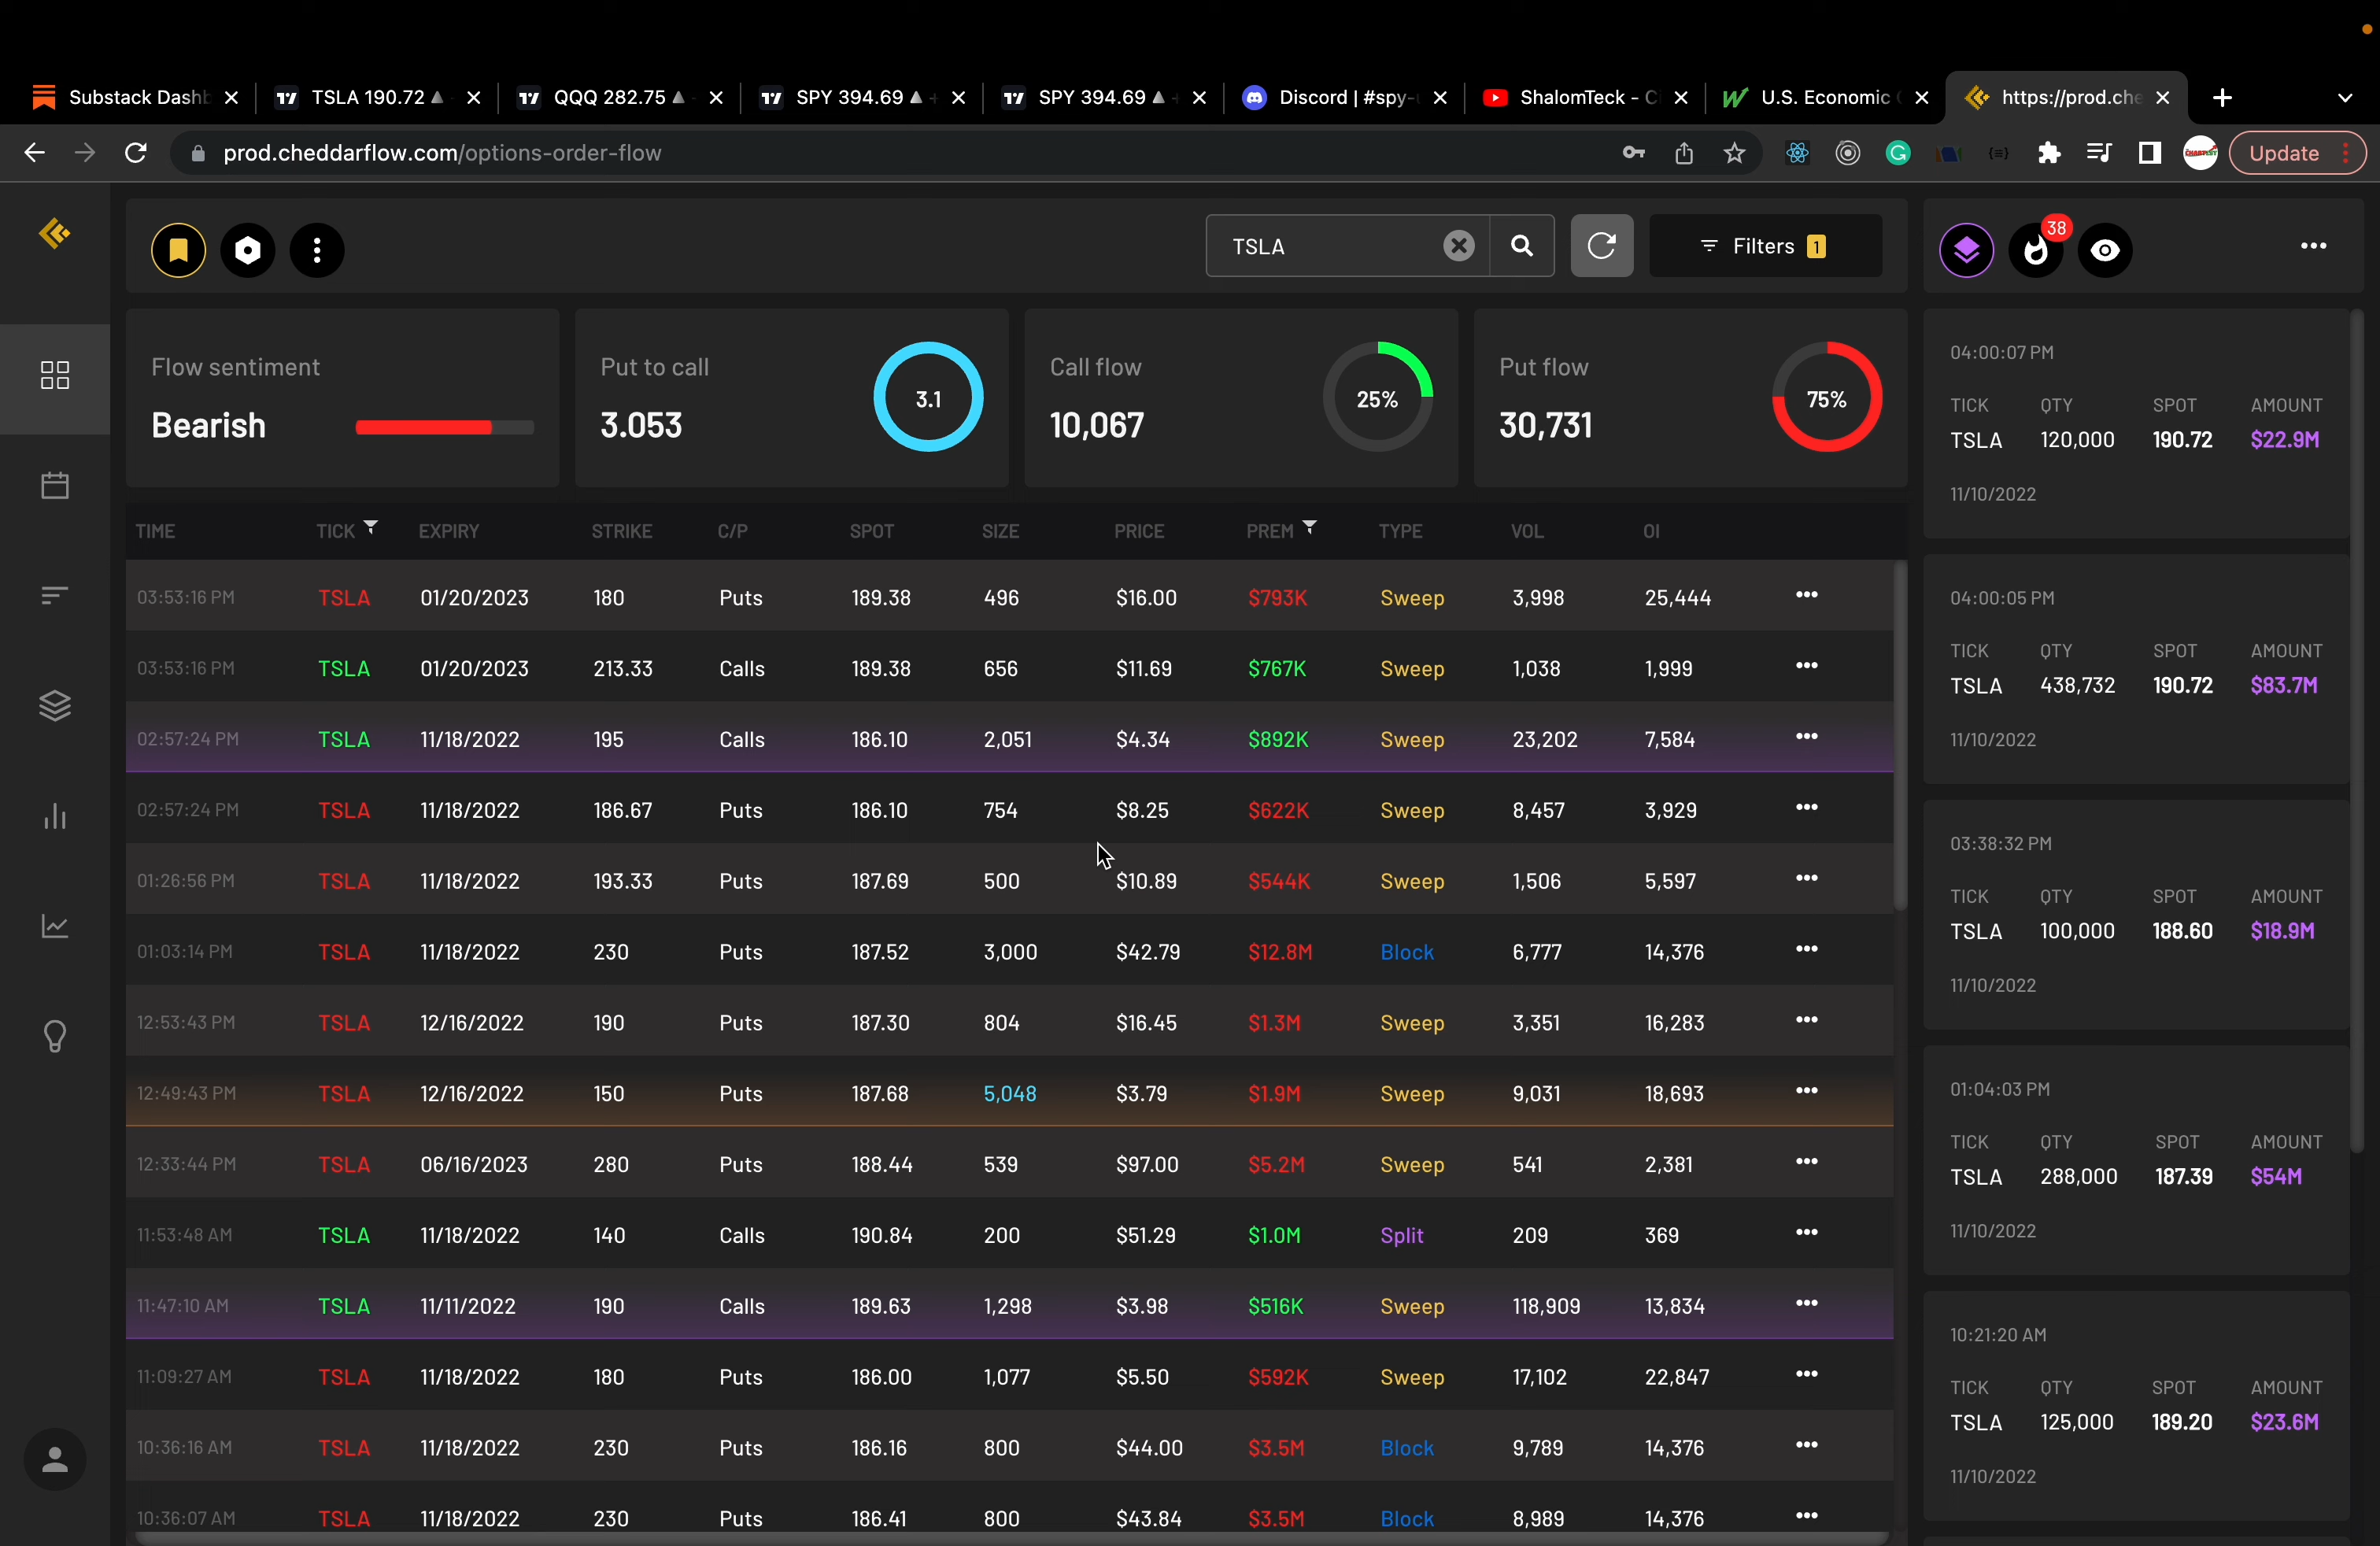 Substack Dashb
TSLA 190.72
QQQ 282.75
SPY 394.69
SPY 394.69
Discord | #spy-
ShalomTeck - C
U.S. Economic
https://prod.che
prod.cheddarflow.com/options-order-flow
Update
TSLA
Filters 1
38
Flow sentiment
Bearish
Put to call
3.053
3.1
Call flow
10,067
25%
Put flow
30,731
75%
TIME TICK EXPIRY STRIKE C/P SPOT SIZE PRICE PREM TYPE VOL OI
03:53:16 PM TSLA 01/20/2023 180 Puts 189.38 496 $16.00 $793K Sweep 3,998 25,444
03:53:16 PM TSLA 01/20/2023 213.33 Calls 189.38 656 $11.69 $767K Sweep 1,038 1,999
02:57:24 PM TSLA 11/18/2022 195 Calls 186.10 2,051 $4.34 $892K Sweep 23,202 7,584
02:57:24 PM TSLA 11/18/2022 186.67 Puts 186.10 754 $8.25 $622K Sweep 8,457 3,929
01:26:56 PM TSLA 11/18/2022 193.33 Puts 187.69 500 $10.89 $544K Sweep 1,506 5,597
01:03:14 PM TSLA 11/18/2022 230 Puts 187.52 3,000 $42.79 $12.8M Block 6,777 14,376
12:53:43 PM TSLA 12/16/2022 190 Puts 187.30 804 $16.45 $1.3M Sweep 3,351 16,283
12:49:43 PM TSLA 12/16/2022 150 Puts 187.68 5,048 $3.79 $1.9M Sweep 9,031 18,693
12:33:44 PM TSLA 06/16/2023 280 Puts 188.44 539 $97.00 $5.2M Sweep 541 2,381
11:53:48 AM TSLA 11/18/2022 140 Calls 190.84 200 $51.29 $1.0M Split 209 369
11:47:10 AM TSLA 11/11/2022 190 Calls 189.63 1,298 $3.98 $516K Sweep 118,909 13,834
11:09:27 AM TSLA 11/18/2022 180 Puts 186.00 1,077 $5.50 $592K Sweep 17,102 22,847
10:36:16 AM TSLA 11/18/2022 230 Puts 186.16 800 $44.00 $3.5M Block 9,789 14,376
10:36:07 AM TSLA 11/18/2022 230 Puts 186.41 800 $43.84 $3.5M Block 8,989 14,376
04:00:07 PM
TICK QTY SPOT AMOUNT
TSLA 120,000 190.72 $22.9M
11/10/2022
04:00:05 PM
TICK QTY SPOT AMOUNT
TSLA 438,732 190.72 $83.7M
11/10/2022
03:38:32 PM
TICK QTY SPOT AMOUNT
TSLA 100,000 188.60 $18.9M
11/10/2022
01:04:03 PM
TICK QTY SPOT AMOUNT
TSLA 288,000 187.39 $54M
11/10/2022
10:21:20 AM
TICK QTY SPOT AMOUNT
TSLA 125,000 189.20 $23.6M
11/10/2022